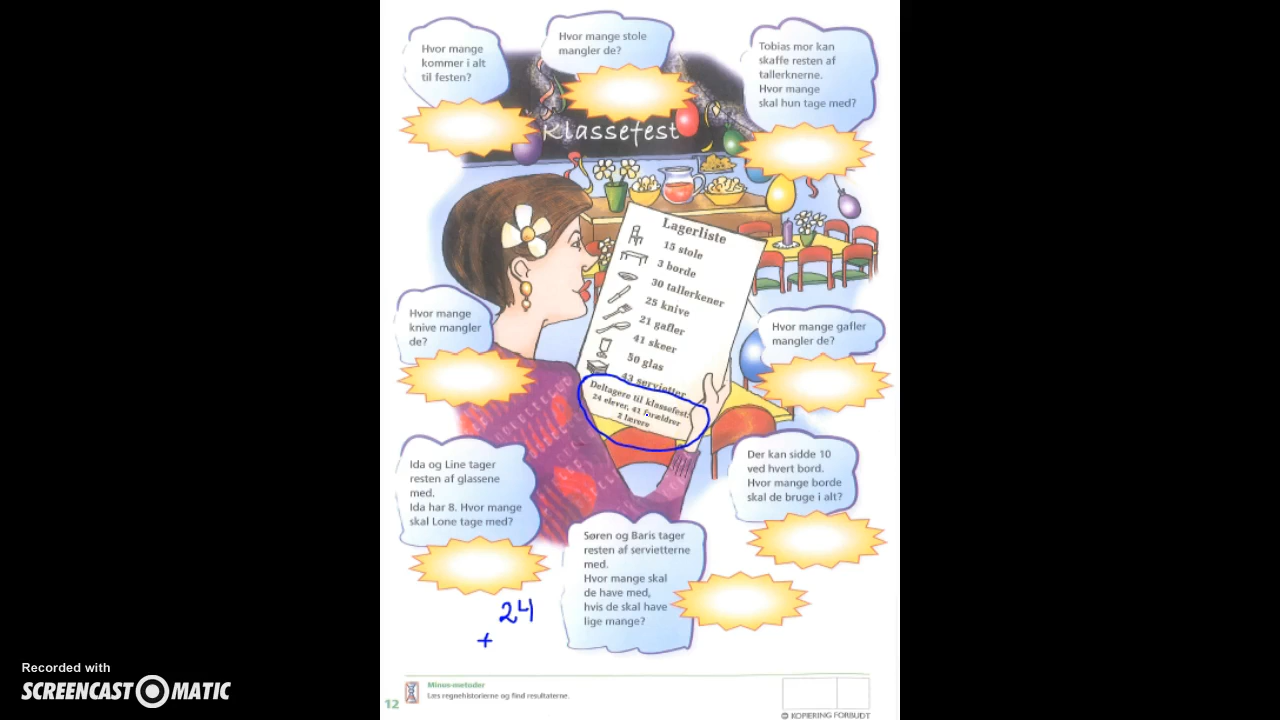 Hvor mange
kommer i alt
til festen?
Hvor mange stole
mangler de?
Tobias mor kan
skaffe resten af
tallerknerne.
Hvor mange
skal hun tage med?
Klassefest
Lagerliste
15 stole
3 borde
30 tallerkener
25 knive
21 gafler
41 skeer
50 glas
43 servietter
Deltagere til klassefest:
24 elever, 41 forældrer
2 lærere
Hvor mange
knive mangler
de?
Hvor mange gafler
mangler de?
Ida og Line tager
resten af glassene
med.
Ida har 8. Hvor mange
skal Lone tage med?
Der kan sidde 10
ved hvert bord.
Hvor mange borde
skal de bruge i alt?
Søren og Baris tager
resten af servietterne
med.
Hvor mange skal
de have med,
hvis de skal have
lige mange?
24
+
Recorded with
SCREENCAST MATIC
12
Minus-metoder
Læs regnehistorierne og find resultaterne.
© KOPIERING FORBUDT